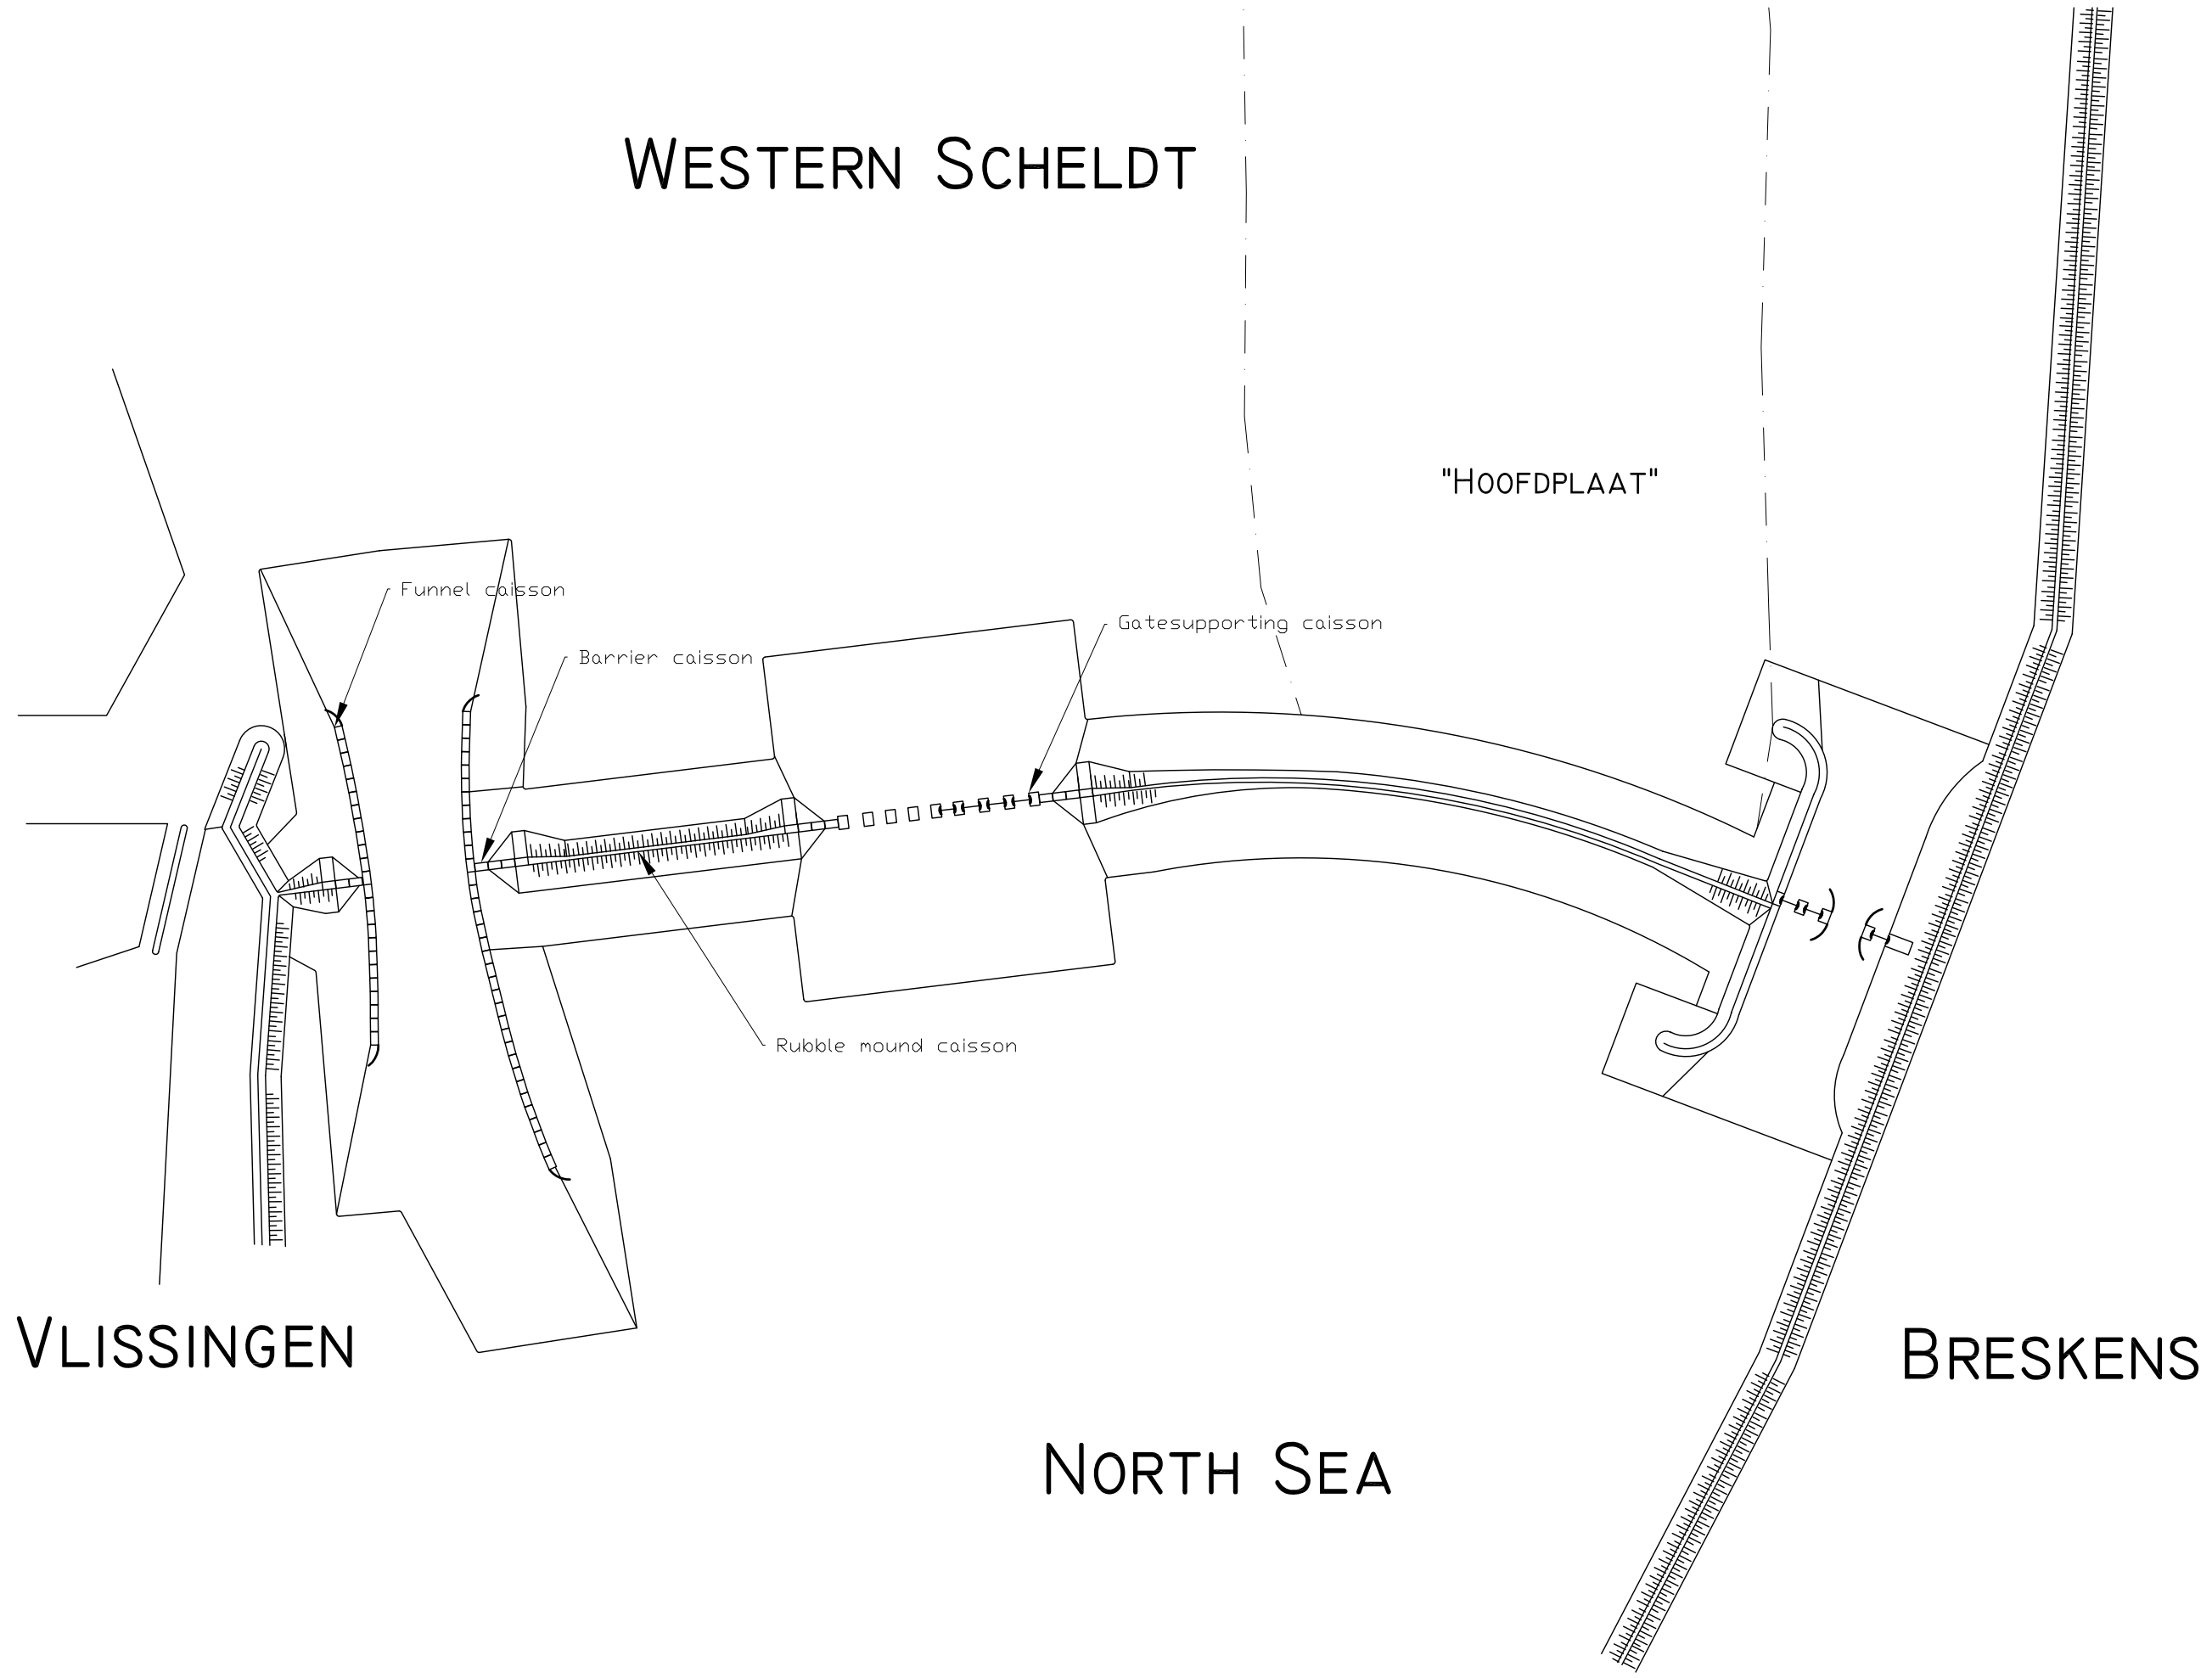 WESTERN SCHELDT
"HOOFDPLAAT"
Funnel caisson
Gatesupporting caisson
Barrier caisson
Rubble mound caisson
VLISSINGEN
BRESKENS
NORTH SEA